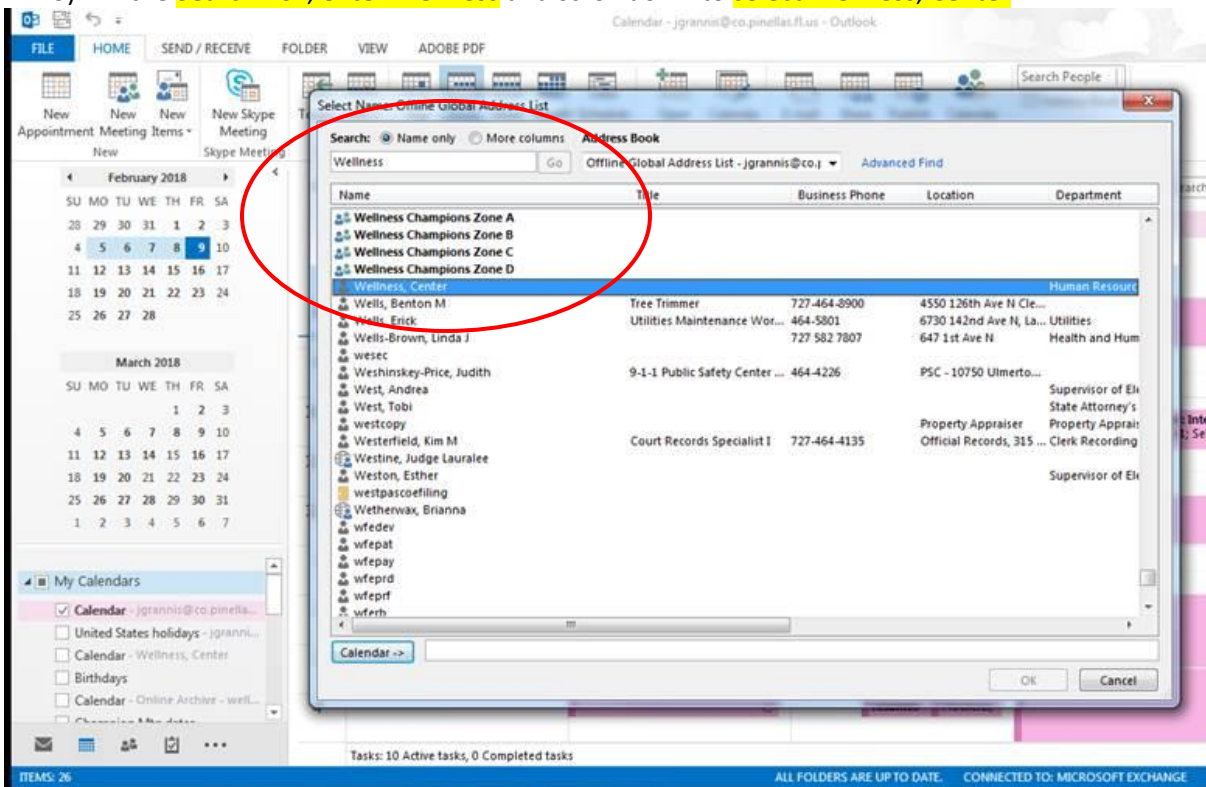 Calendar - jgrannis@co.pinellas.fl.us - Outlook
FILE HOME SEND / RECEIVE FOLDER VIEW ADOBE PDF
Search People
New Appointment
New Meeting
New Items
New Skype Meeting
New
Skype Meeting
Select Name: Offline Global Address List
Search: Name only More columns Address Book
Wellness Go Offline Global Address List - jgrannis@co.p Advanced Find
Name Title Business Phone Location Department
Wellness Champions Zone A
Wellness Champions Zone B
Wellness Champions Zone C
Wellness Champions Zone D
Wellness, Center Human Resourc
Wells, Benton M Tree Trimmer 727-464-8900 4550 126th Ave N Cle...
Wells, Erick Utilities Maintenance Wor... 464-5801 6730 142nd Ave N, La... Utilities
Wells-Brown, Linda J 727 582 7807 647 1st Ave N Health and Hum
wesec
Weshinskey-Price, Judith 9-1-1 Public Safety Center ... 464-4226 PSC - 10750 Ulmerto...
West, Andrea Supervisor of Ele
West, Tobi State Attorney's
westcopy Property Appraiser Property Apprais
Westerfield, Kim M Court Records Specialist I 727-464-4135 Official Records, 315 ... Clerk Recording
Westine, Judge Lauralee
Weston, Esther Supervisor of Ele
westpascoefiling
Wetherwax, Brianna
wfedev
wfepat
wfepay
wfeprd
wfeprf
wferh
Calendar ->
OK Cancel
February 2018
SU MO TU WE TH FR SA
28 29 30 31 1 2 3
4 5 6 7 8 9 10
11 12 13 14 15 16 17
18 19 20 21 22 23 24
25 26 27 28
March 2018
SU MO TU WE TH FR SA
1 2 3
4 5 6 7 8 9 10
11 12 13 14 15 16 17
18 19 20 21 22 23 24
25 26 27 28 29 30 31
1 2 3 4 5 6 7
My Calendars
Calendar - jgrannis@co.pinella...
United States holidays - jgranni...
Calendar - Wellness, Center
Birthdays
Calendar - Online Archive - well...
Tasks: 10 Active tasks, 0 Completed tasks
ITEMS: 26 ALL FOLDERS ARE UP TO DATE. CONNECTED TO: MICROSOFT EXCHANGE